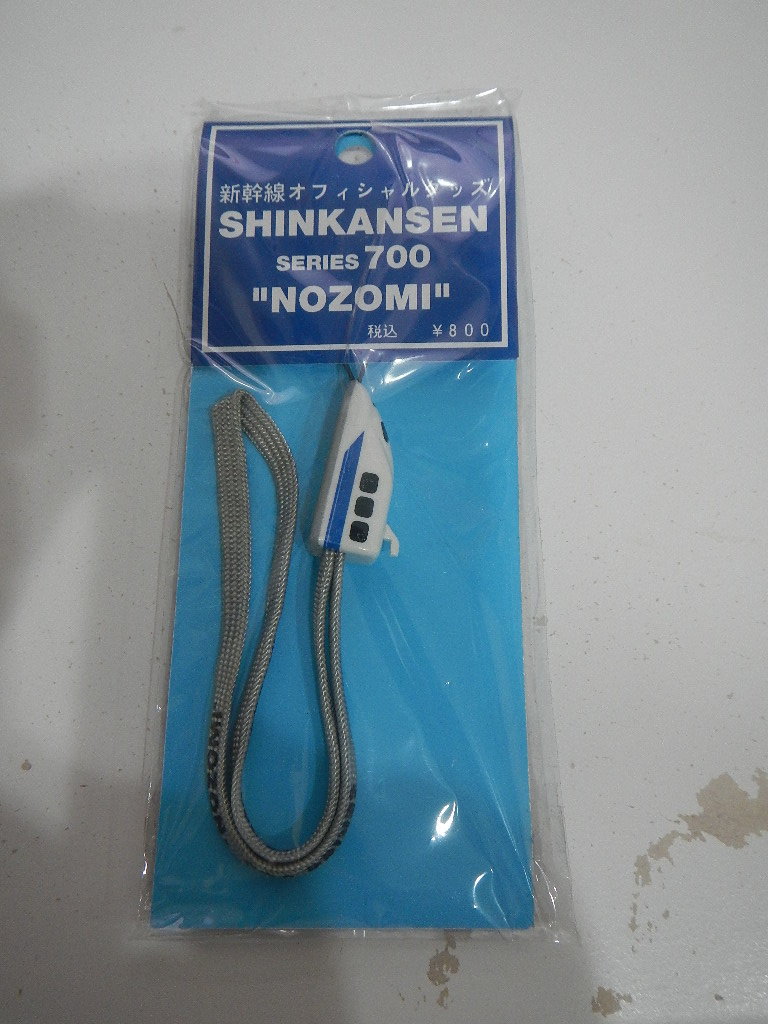 新幹線オフィシャルグッズ
SHINKANSEN
SERIES 700
"NOZOMI"
税込 ¥800
NOZOMI